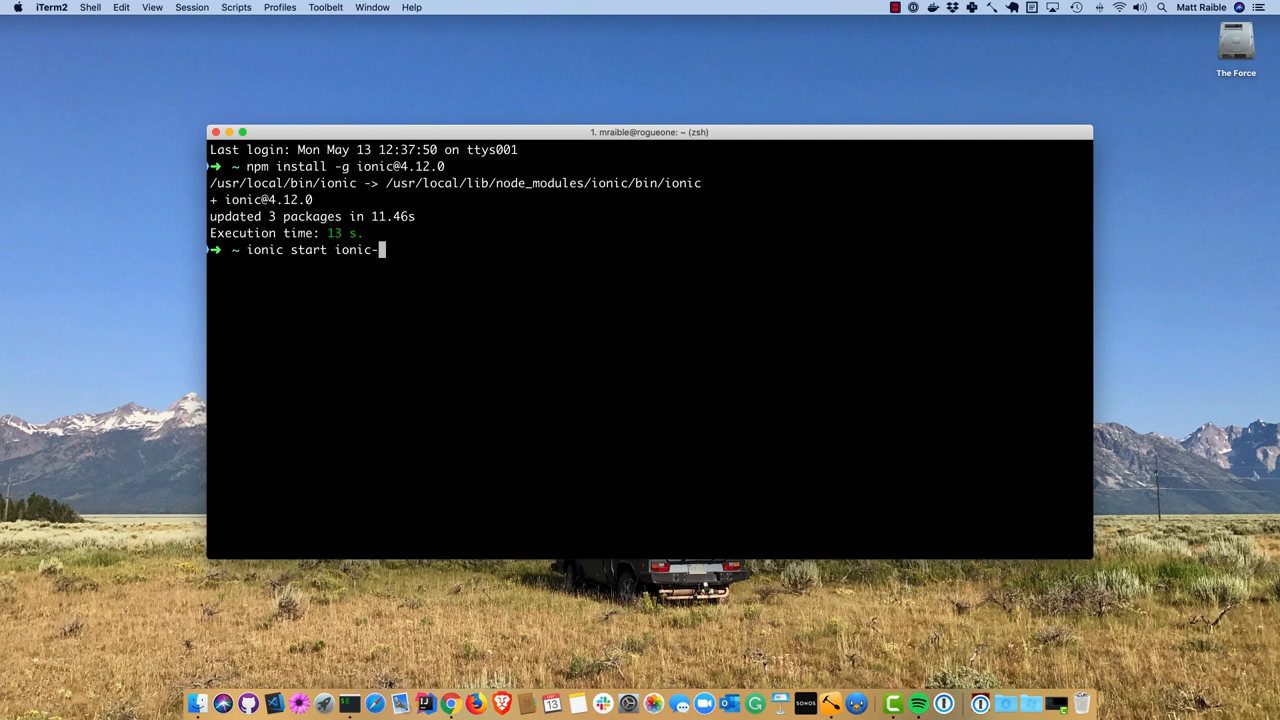 iTerm2 Shell Edit View Session Scripts Profiles Toolbelt Window Help Matt Raible
The Force
1. mraible@rogueone: ~ (zsh)
Last login: Mon May 13 12:37:50 on ttys001
➜ ~ npm install -g ionic@4.12.0
/usr/local/bin/ionic -> /usr/local/lib/node_modules/ionic/bin/ionic
+ ionic@4.12.0
updated 3 packages in 11.46s
Execution time: 13 s.
➜ ~ ionic start ionic-
13
SONOS